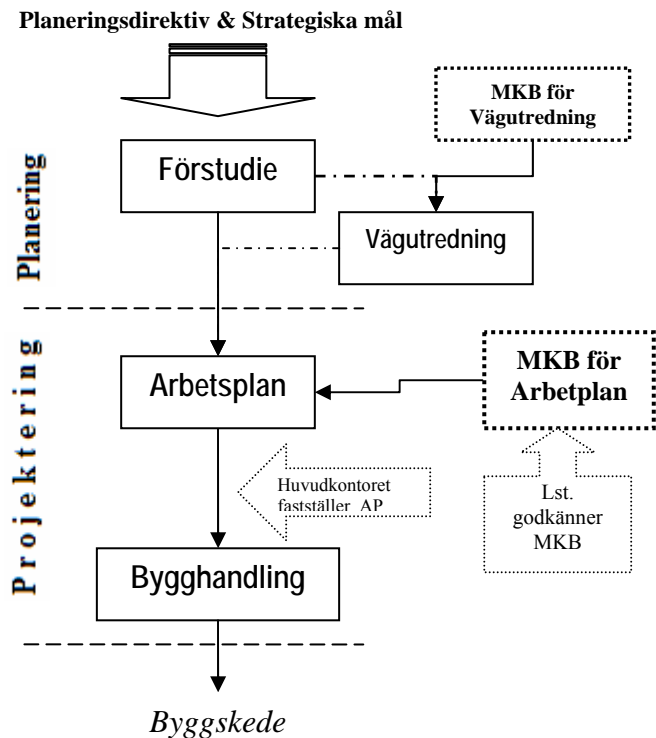 Planeringsdirektiv & Strategiska mål
MKB för
Vägutredning
Förstudie
Vägutredning
Planering
Arbetsplan
MKB för
Arbetplan
Projektering
Huvudkontoret
fastställer AP
Lst.
godkänner
MKB
Bygghandling
Byggskede